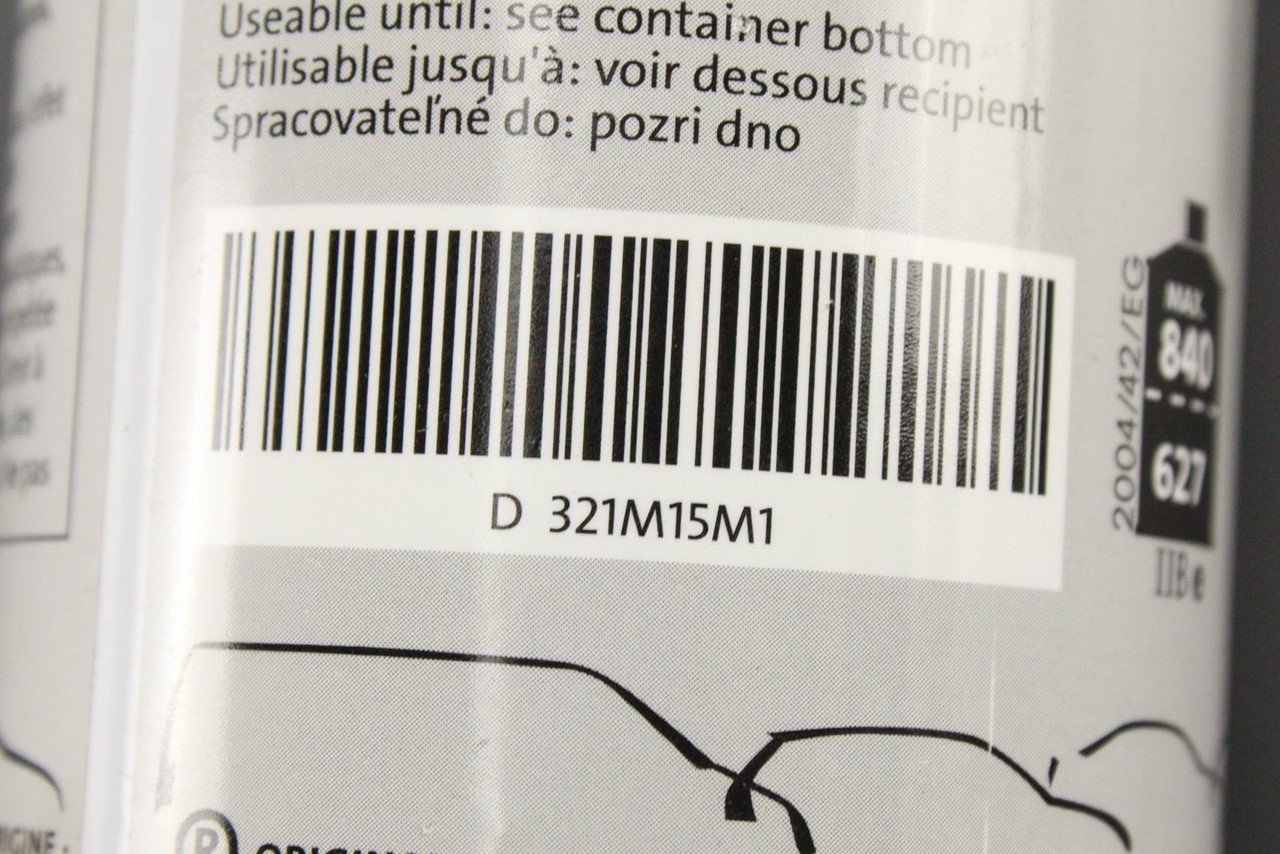 Useable until: see container bottom
Utilisable jusqu'à: voir dessous recipient
Spracovateľné do: pozri dno
D 321M15M1
2004/42/EG
MAX.
840
627
IIB e